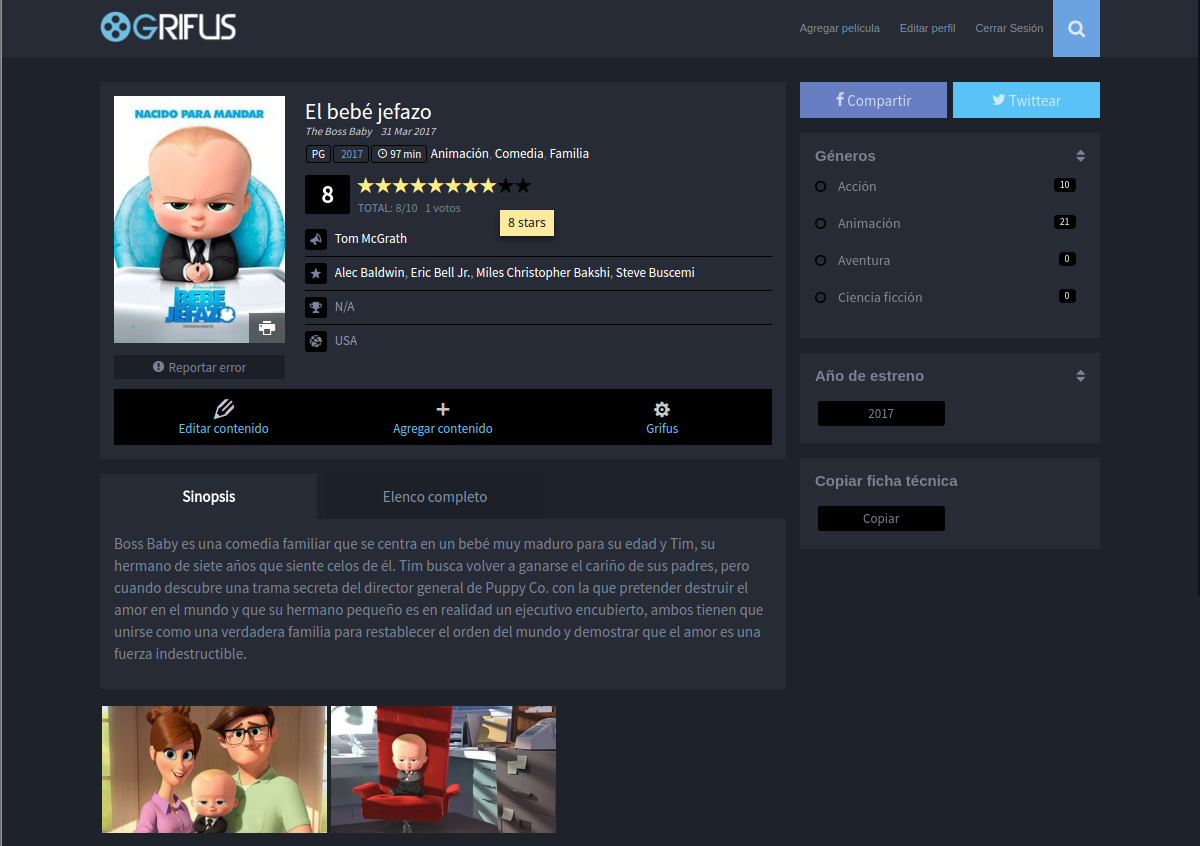 GRIFUS
Agregar película Editar perfil Cerrar Sesión
NACIDO PARA MANDAR
BEBÉ
JEFAZO
Reportar error
El bebé jefazo
The Boss Baby 31 Mar 2017
PG 2017 97 min Animación, Comedia, Familia
8
TOTAL: 8/10 1 votos
8 stars
Tom McGrath
Alec Baldwin, Eric Bell Jr., Miles Christopher Bakshi, Steve Buscemi
N/A
USA
Editar contenido Agregar contenido Grifus
Sinopsis Elenco completo
Boss Baby es una comedia familiar que se centra en un bebé muy maduro para su edad y Tim, su
hermano de siete años que siente celos de él. Tim busca volver a ganarse el cariño de sus padres, pero
cuando descubre una trama secreta del director general de Puppy Co. con la que pretender destruir el
amor en el mundo y que su hermano pequeño es en realidad un ejecutivo encubierto, ambos tienen que
unirse como una verdadera familia para restablecer el orden del mundo y demostrar que el amor es una
fuerza indestructible.
Compartir Twittear
Géneros
Acción 10
Animación 21
Aventura 0
Ciencia ficción 0
Año de estreno
2017
Copiar ficha técnica
Copiar